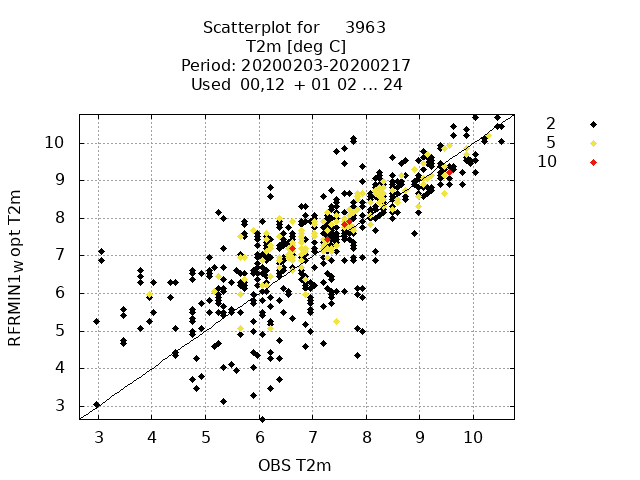 Scatterplot for 3963
T2m [deg C]
Period: 20200203-20200217
Used 00,12 + 01 02 ... 24
2
5
10
10
9
8
7
6
5
4
3
RFRMIN1_W opt T2m
3 4 5 6 7 8 9 10
OBS T2m